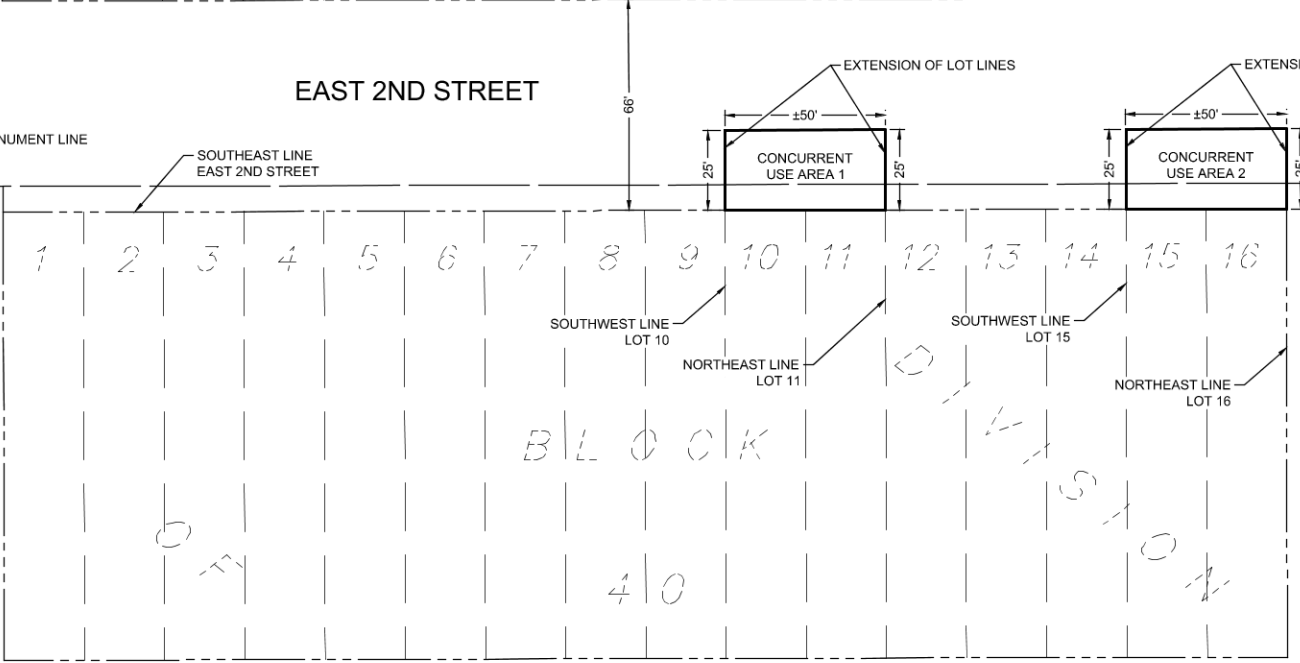 EXTENSION OF LOT LINES
EXTENSI
EAST 2ND STREET
66'
±50'
±50'
NUMENT LINE
SOUTHEAST LINE
EAST 2ND STREET
25'
CONCURRENT
USE AREA 1
25'
25'
CONCURRENT
USE AREA 2
25'
1 2 3 4 5 6 7 8 9 10 11 12 13 14 15 16
SOUTHWEST LINE
LOT 10
SOUTHWEST LINE
LOT 15
NORTHEAST LINE
LOT 11
NORTHEAST LINE
LOT 16
BLOCK
40
OF
DIVISION